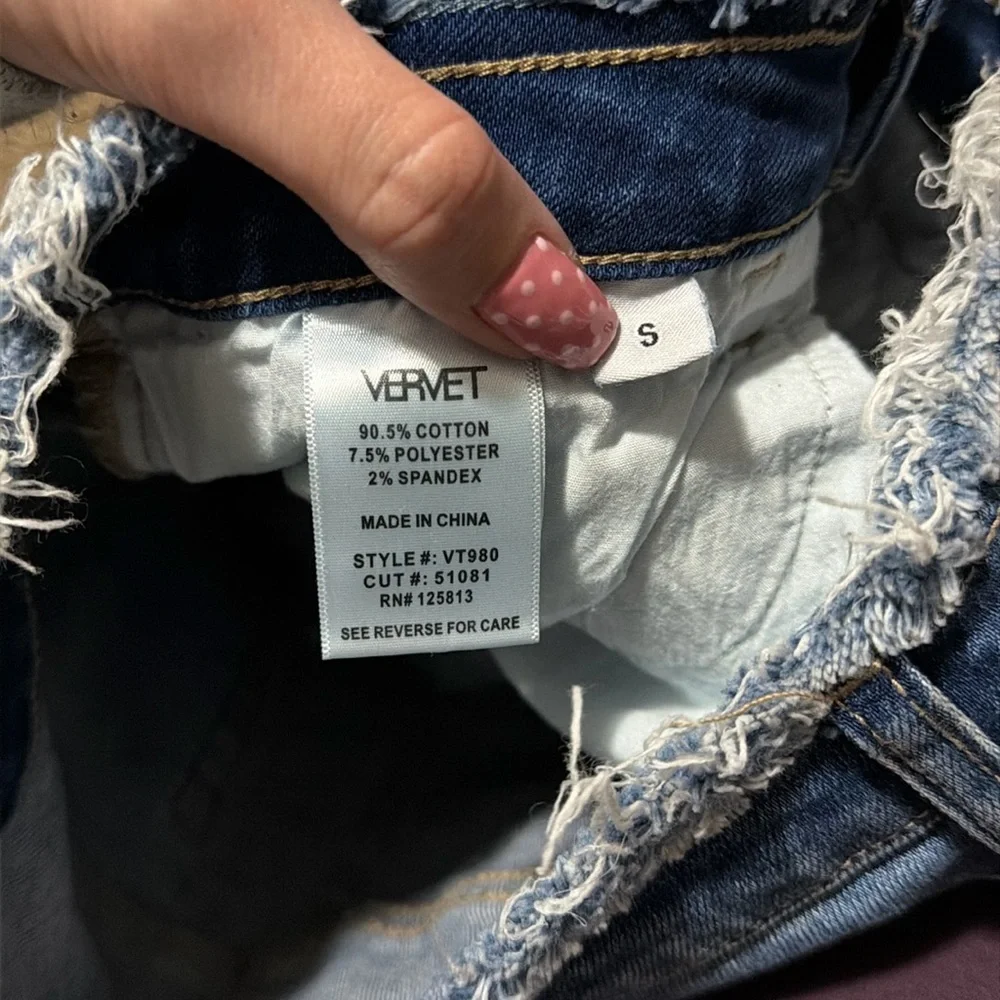 S
VERVET
90.5% COTTON
7.5% POLYESTER
2% SPANDEX
MADE IN CHINA
STYLE #: VT980
CUT #: 51081
RN# 125813
SEE REVERSE FOR CARE